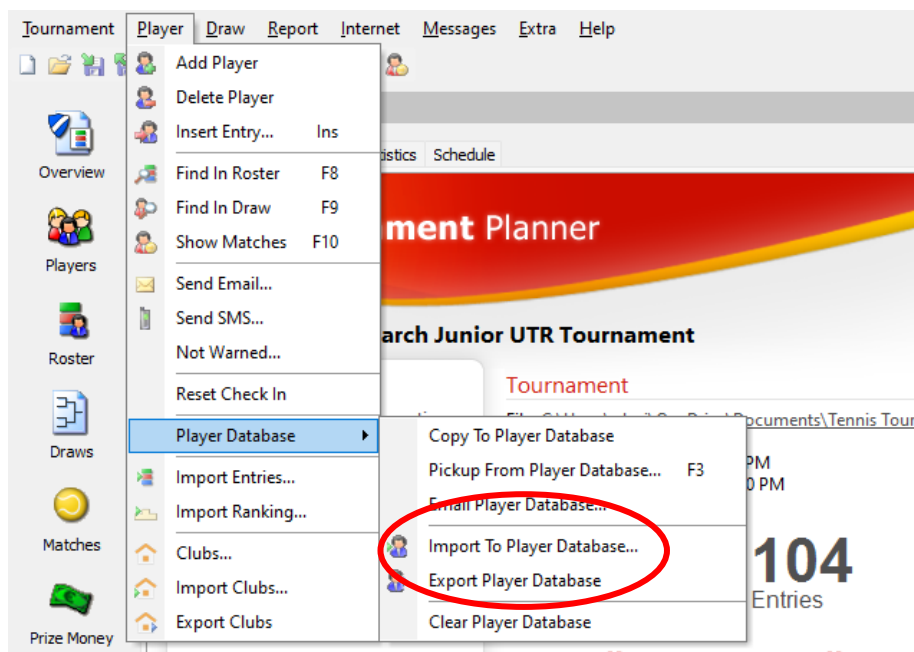 Tournament Player Draw Report Internet Messages Extra Help
Add Player
Delete Player
Insert Entry... Ins
Find In Roster F8
Find In Draw F9
Show Matches F10
Send Email...
Send SMS...
Not Warned...
Reset Check In
Player Database
Import Entries...
Import Ranking...
Clubs...
Import Clubs...
Export Clubs
Copy To Player Database
Pickup From Player Database... F3
Email Player Database...
Import To Player Database...
Export Player Database
Clear Player Database
Overview
Players
Roster
Draws
Matches
Prize Money
Schedule
ment Planner
arch Junior UTR Tournament
Tournament
ocuments\Tennis Tour
PM
0 PM
104
Entries